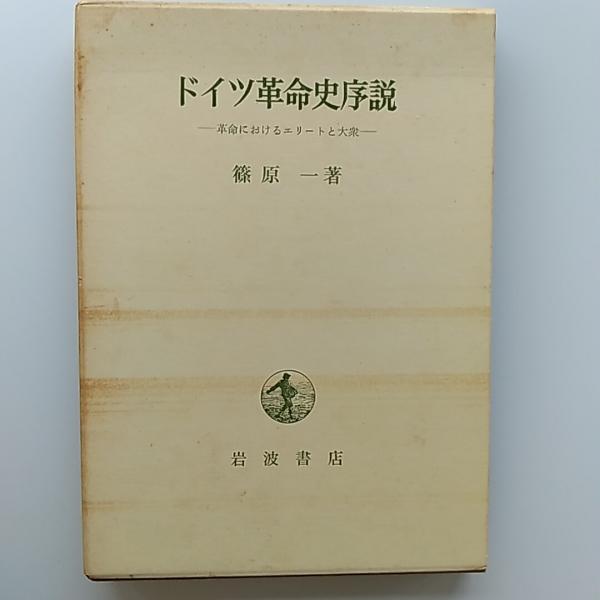 ドイツ革命史序説
―革命におけるエリートと大衆―
篠原 一著
岩波書店